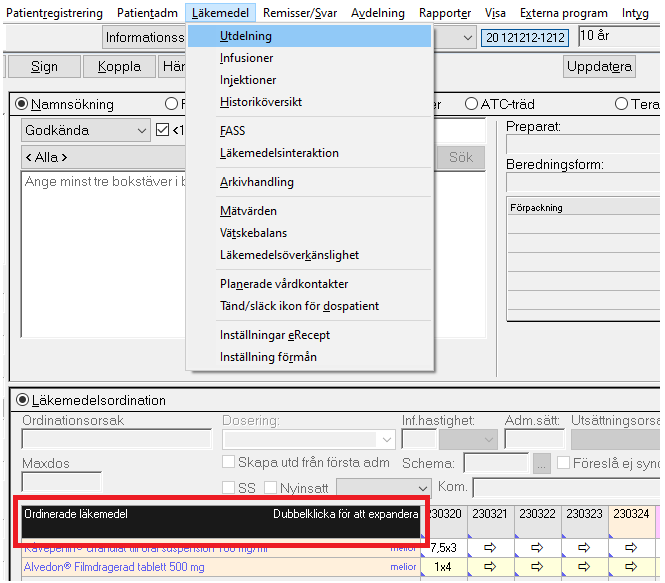 Patientregistrering Patientadm Läkemedel Remisser/Svar Avdelning Rapporter Visa Externa program Intyg
Informationss 20 121212-1212 10 år
Sign Koppla Här Uppdatera
Utdelning
Infusioner
Injektioner
Historiköversikt
FASS
Läkemedelsinteraktion
Arkivhandling
Mätvärden
Vätskebalans
Läkemedelsöverkänslighet
Planerade vårdkontakter
Tänd/släck ikon för dospatient
Inställningar eRecept
Inställning förmån
Namnsökning ATC-träd Tera
Godkända <1 Preparat:
< Alla > Sök Beredningsform:
Ange minst tre bokstäver i b
Förpackning
Läkemedelsordination
Ordinationsorsak Dosering: Inf.hastighet: Adm.sätt: Utsättningsorsa
Maxdos Skapa utd från första adm Schema: ... Föreslå ej sync
SS Nyinsatt Kom.
Ordinerade läkemedel Dubbelklicka för att expandera 230320 230321 230322 230323 230324
Kåvepenin® Granulat till oral suspension 100 mg/ml melior 7,5x3
Alvedon® Filmdragerad tablett 500 mg melior 1x4